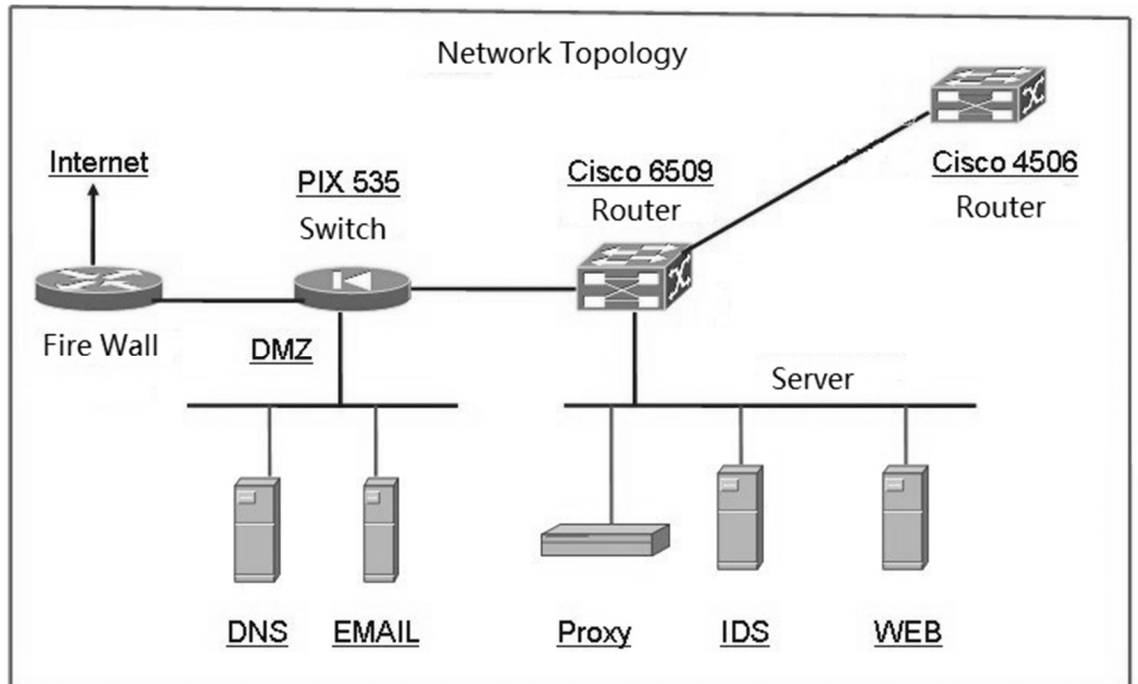 Network Topology
Internet
PIX 535
Switch
Cisco 6509
Router
Cisco 4506
Router
Fire Wall
DMZ
Server
DNS
EMAIL
Proxy
IDS
WEB